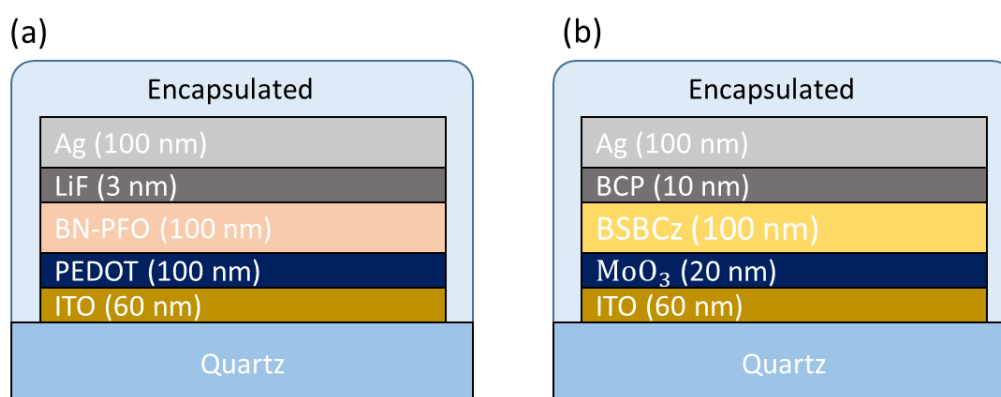 (a)
Encapsulated
Ag (100 nm)
LiF (3 nm)
BN-PFO (100 nm)
PEDOT (100 nm)
ITO (60 nm)
Quartz
(b)
Encapsulated
Ag (100 nm)
BCP (10 nm)
BSBCz (100 nm)
MoO₃ (20 nm)
ITO (60 nm)
Quartz